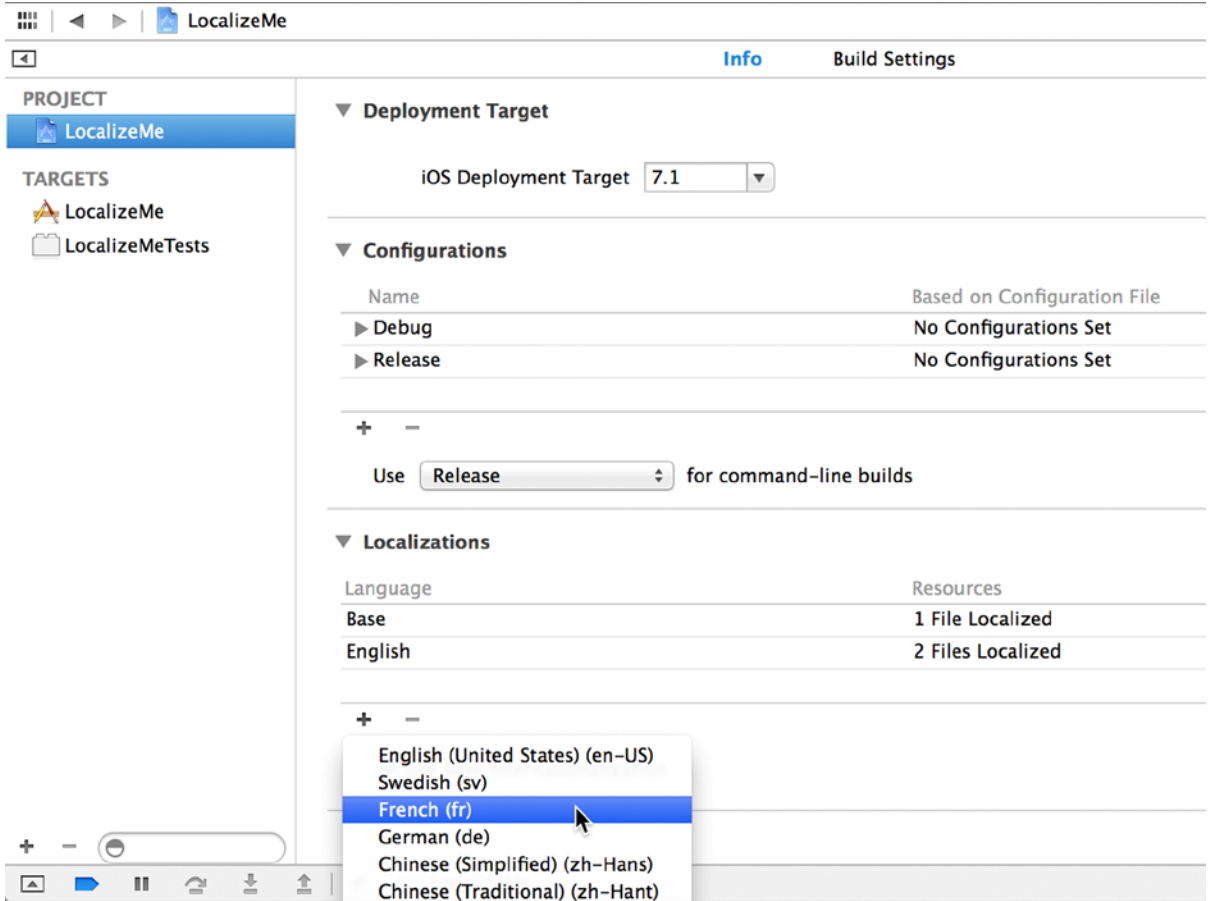 LocalizeMe
Info Build Settings
PROJECT
LocalizeMe
TARGETS
LocalizeMe
LocalizeMeTests
Deployment Target
iOS Deployment Target 7.1
Configurations
Name Based on Configuration File
Debug No Configurations Set
Release No Configurations Set
+ −
Use Release for command-line builds
Localizations
Language Resources
Base 1 File Localized
English 2 Files Localized
+ −
English (United States) (en-US)
Swedish (sv)
French (fr)
German (de)
Chinese (Simplified) (zh-Hans)
Chinese (Traditional) (zh-Hant)
+ −